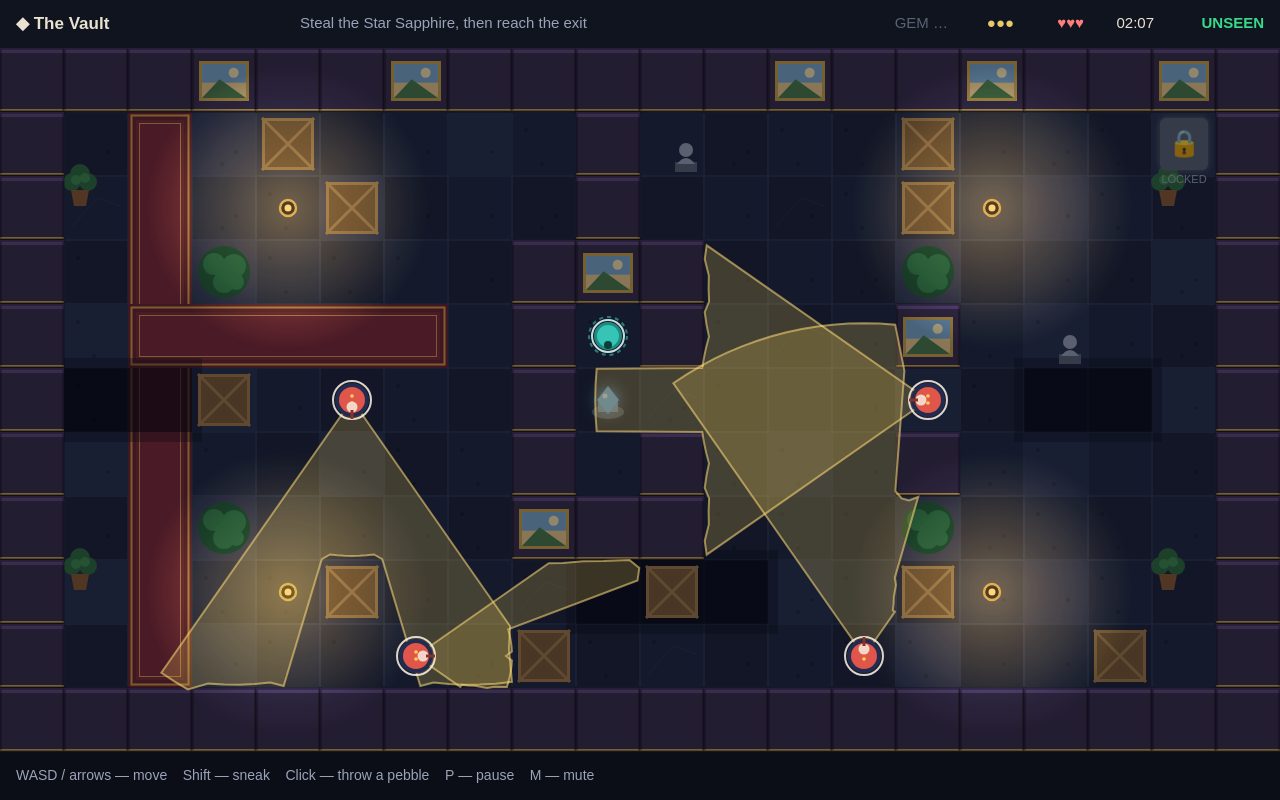 ◆ The Vault
Steal the Star Sapphire, then reach the exit
GEM …
02:07
UNSEEN
LOCKED
WASD / arrows — move Shift — sneak Click — throw a pebble P — pause M — mute